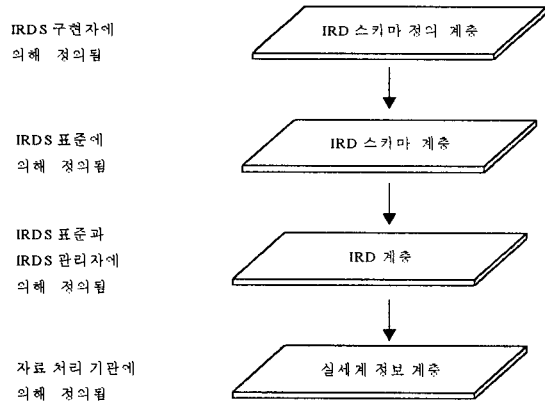 IRDS 구현자에
의해 정의됨
IRD 스키마 정의 계층
IRDS 표준에
의해 정의됨
IRD 스키마 계층
IRDS 표준과
IRDS 관리자에
의해 정의됨
IRD 계층
자료 처리 기관에
의해 정의됨
실세계 정보 계층